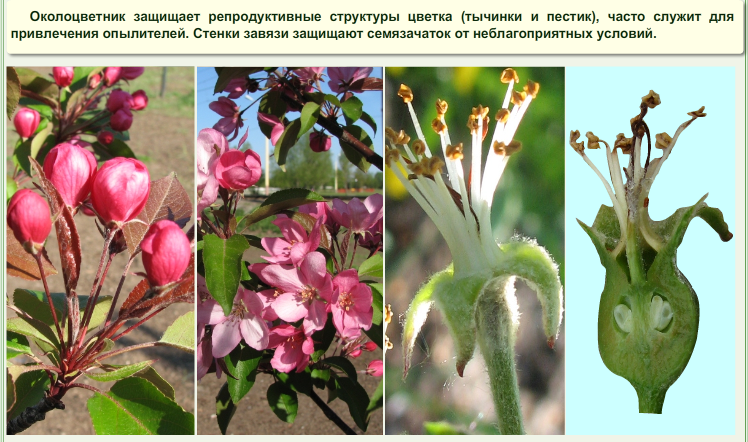 Околоцветник защищает репродуктивные структуры цветка (тычинки и пестик), часто служит для
привлечения опылителей. Стенки завязи защищают семязачаток от неблагоприятных условий.